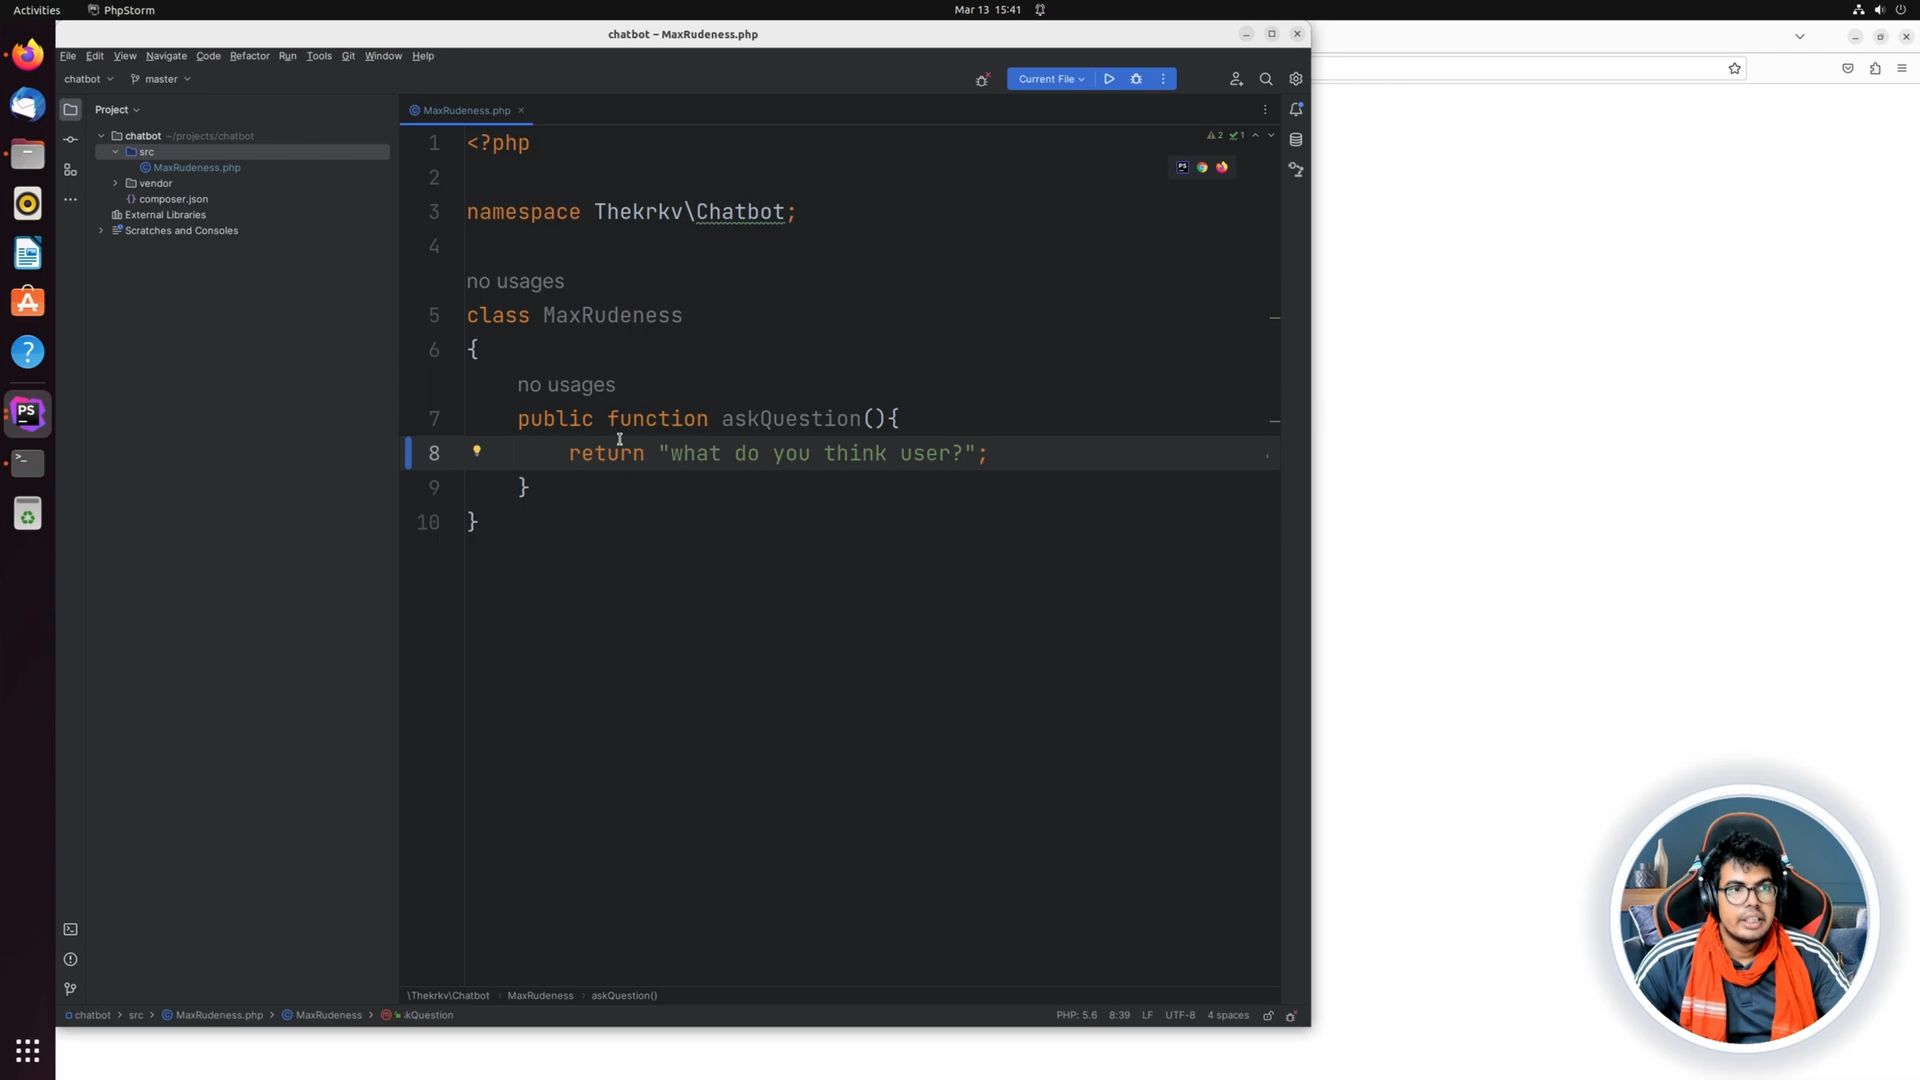 Activities
PhpStorm
Mar 13 15:41
chatbot – MaxRudeness.php
File Edit View Navigate Code Refactor Run Tools Git Window Help
chatbot
master
Current File
Project
MaxRudeness.php
chatbot ~/projects/chatbot
src
MaxRudeness.php
vendor
composer.json
External Libraries
Scratches and Consoles
2 1
1 <?php
2
3 namespace Thekrkv\Chatbot;
4
no usages
5 class MaxRudeness
6 {
no usages
7 public function askQuestion(){
8 return "what do you think user?";
9 }
10 }
PS
PS
\Thekrkv\Chatbot MaxRudeness askQuestion()
chatbot src MaxRudeness.php MaxRudeness
PHP: 5.6 8:39 LF UTF-8 4 spaces